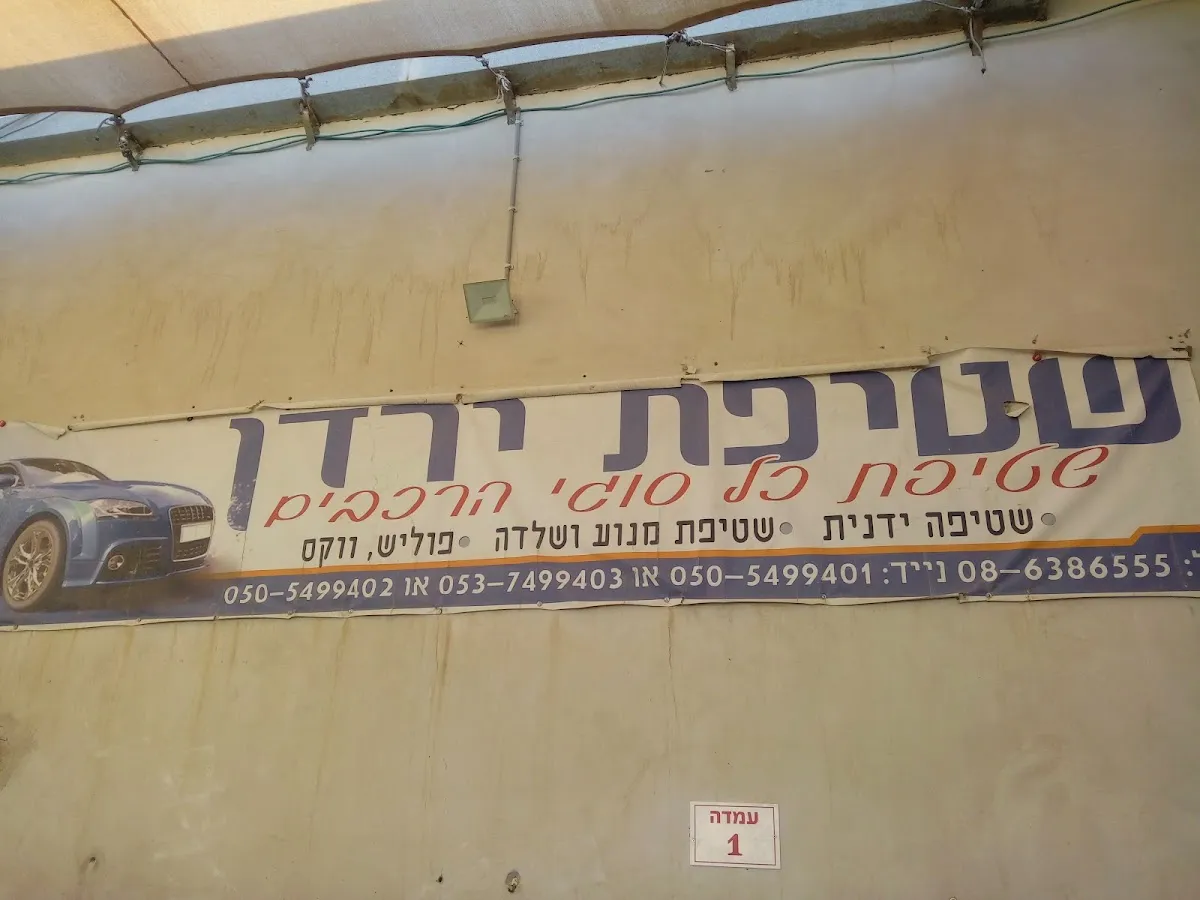 שטיפת ירדן
שטיפת כל סוגי הרכבים
• שטיפה ידנית • שטיפת מנוע ושלדה • פוליש, ווקס
08-6386555 נייד: 050-5499401 או 053-7499403 או 050-5499402
עמדה
1